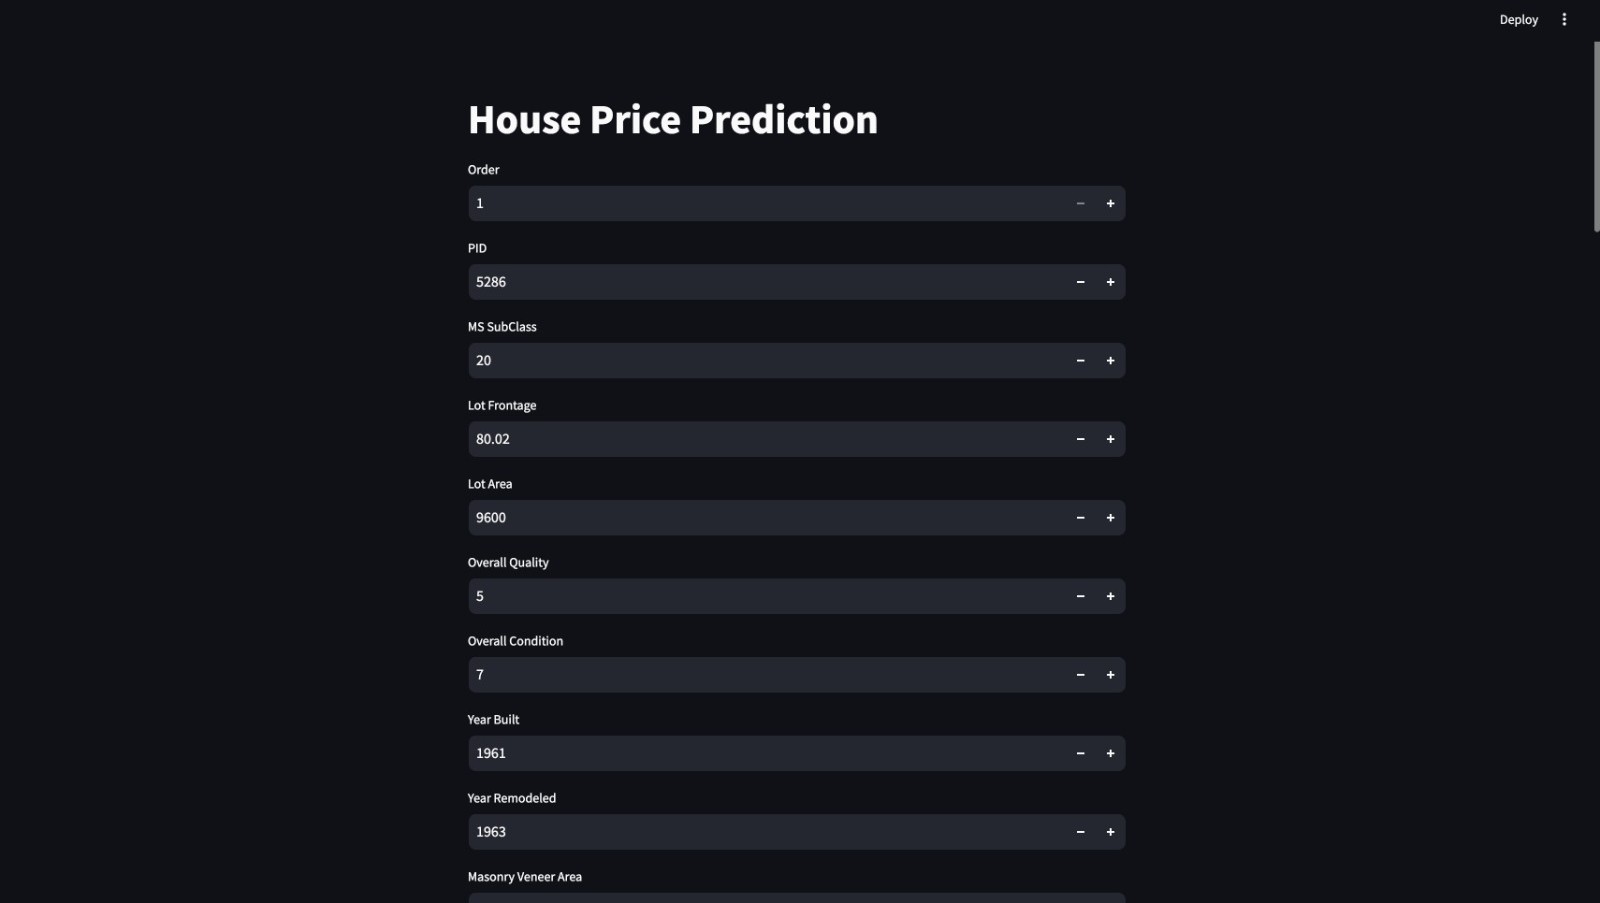 Deploy
House Price Prediction
Order
1
PID
5286
MS SubClass
20
Lot Frontage
80.02
Lot Area
9600
Overall Quality
5
Overall Condition
7
Year Built
1961
Year Remodeled
1963
Masonry Veneer Area